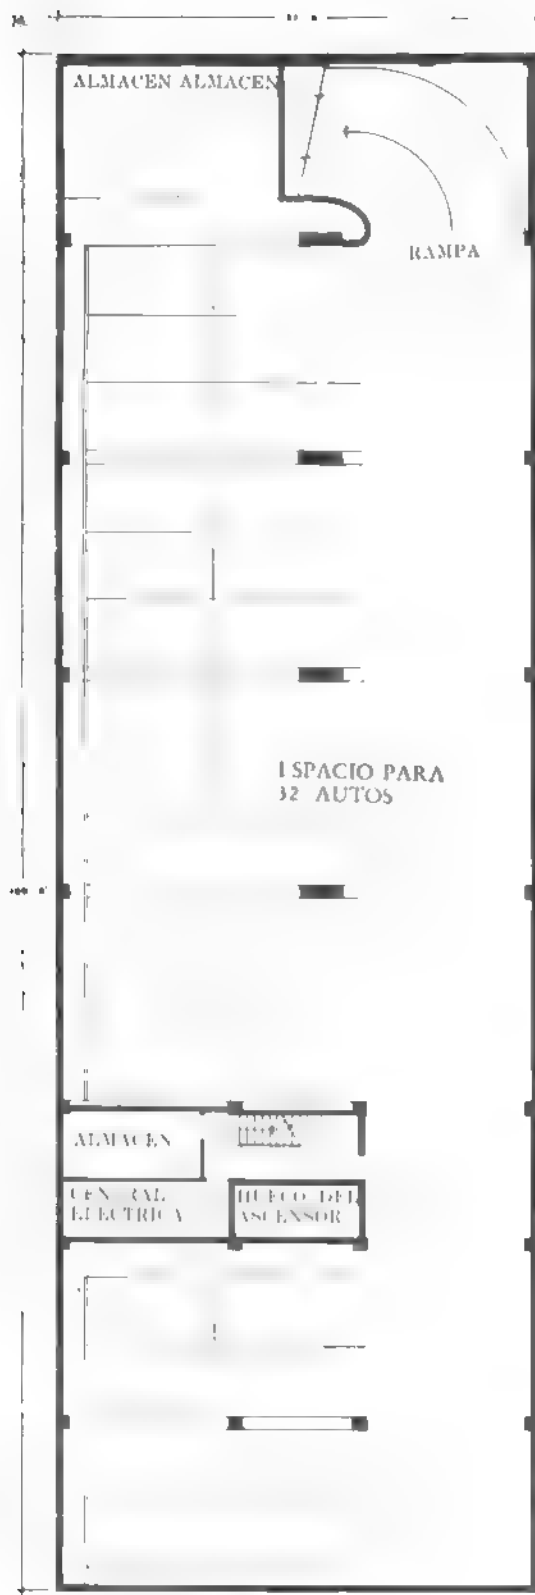 ALMACEN ALMACEN
RAMPA
ESPACIO PARA
32 AUTOS
ALMACEN
CENTRAL
ELECTRICA
HUECO DEL
ASCENSOR